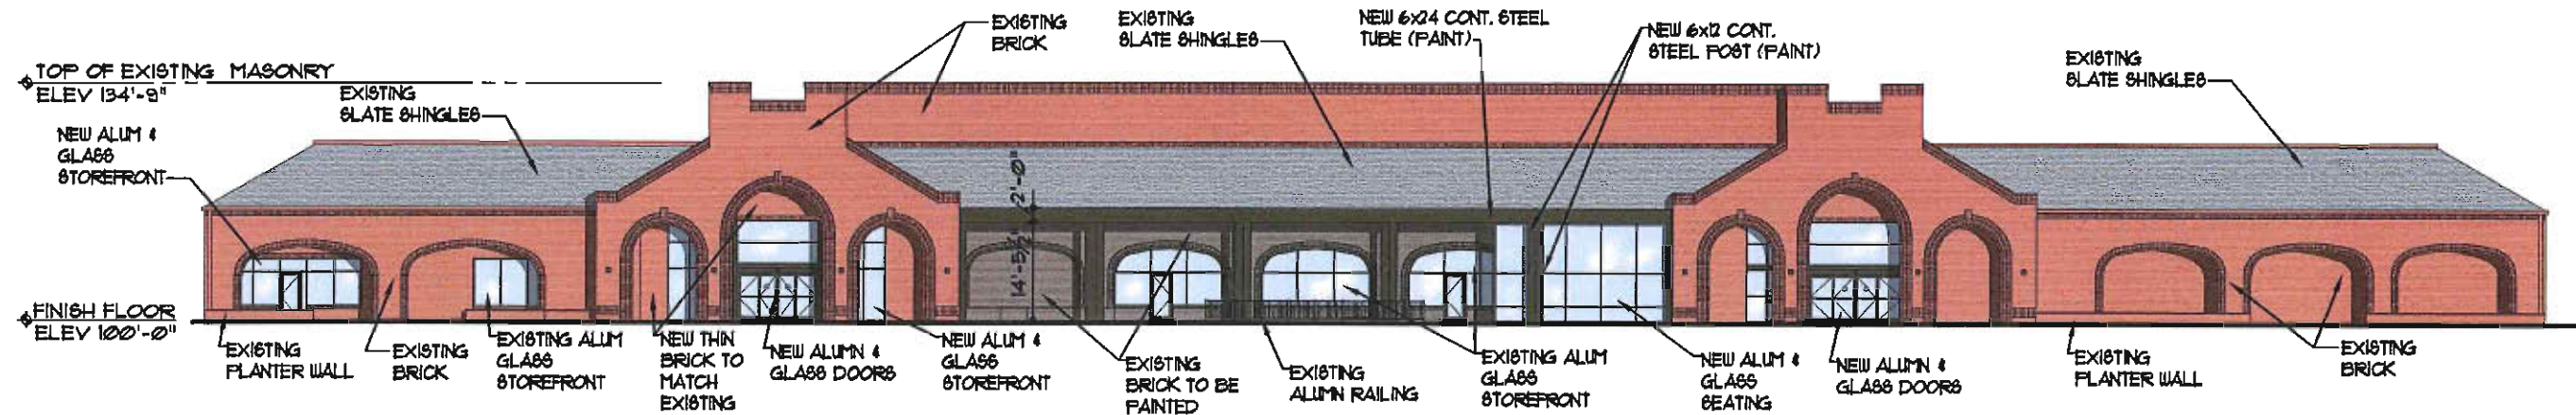 EXISTING
BRICK
EXISTING
SLATE SHINGLES
NEW 6x24 CONT. STEEL
TUBE (PAINT)
NEW 6x12 CONT.
STEEL POST (PAINT)
EXISTING
SLATE SHINGLES
TOP OF EXISTING MASONRY
ELEV 134'-9"
EXISTING
SLATE SHINGLES
NEW ALUM &
GLASS
STOREFRONT
2'-0"
14'-5½"
FINISH FLOOR
ELEV 100'-0"
EXISTING
PLANTER WALL
EXISTING
BRICK
EXISTING ALUM
GLASS
STOREFRONT
NEW THIN
BRICK TO
MATCH
EXISTING
NEW ALUMN &
GLASS DOORS
NEW ALUM &
GLASS
STOREFRONT
EXISTING
BRICK TO BE
PAINTED
EXISTING
ALUMN RAILING
EXISTING ALUM
GLASS
STOREFRONT
NEW ALUM &
GLASS
SEATING
NEW ALUMN &
GLASS DOORS
EXISTING
PLANTER WALL
EXISTING
BRICK